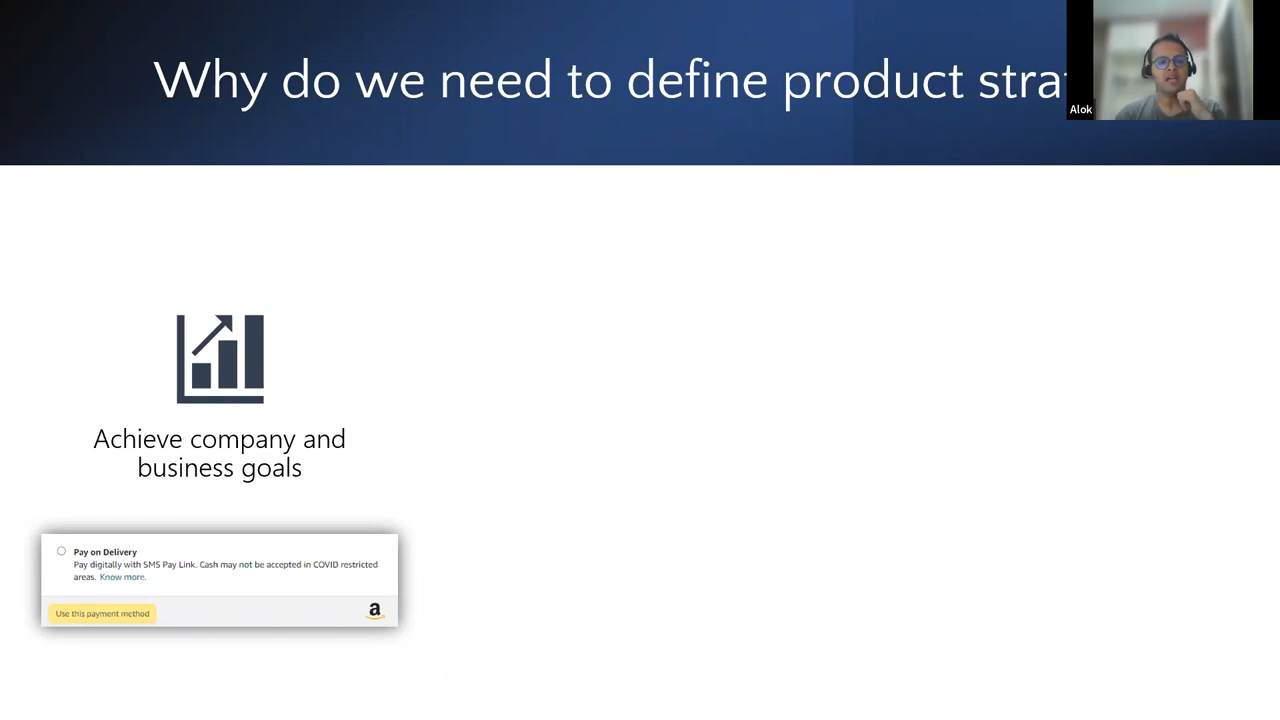 Why do we need to define product stra
Alok
Achieve company and
business goals
Pay on Delivery
Pay digitally with SMS Pay Link. Cash may not be accepted in COVID restricted
areas. Know more.
Use this payment method
a